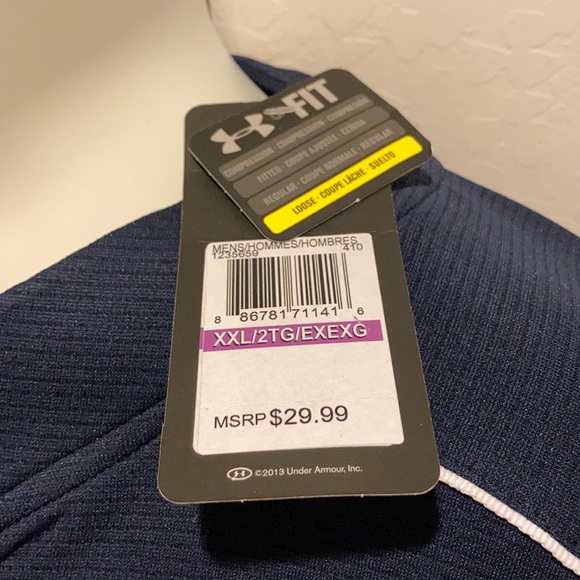 FIT
COMPRESSION · COMPRESSION · COMPRESIÓN
FITTED · COUPE AJUSTÉE · CEÑIDA
REGULAR · COUPE NORMALE · REGULAR
LOOSE · COUPE LÂCHE · SUELTO
MENS/HOMMES/HOMBRES
1235659 410
8 86781 71141 6
XXL/2TG/EXEXG
MSRP $29.99
©2013 Under Armour, Inc.